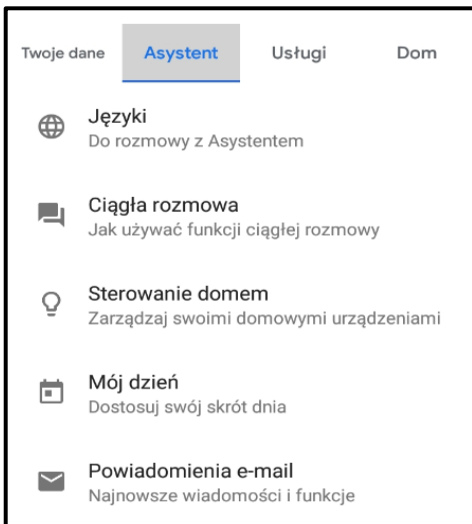 Twoje dane Asystent Usługi Dom
Języki
Do rozmowy z Asystentem
Ciągła rozmowa
Jak używać funkcji ciągłej rozmowy
Sterowanie domem
Zarządzaj swoimi domowymi urządzeniami
Mój dzień
Dostosuj swój skrót dnia
Powiadomienia e-mail
Najnowsze wiadomości i funkcje